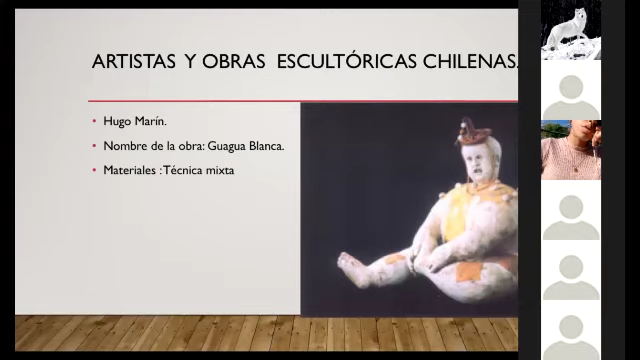 ARTISTAS Y OBRAS ESCULTÓRICAS CHILENAS.
• Hugo Marín.
• Nombre de la obra: Guagua Blanca.
• Materiales :Técnica mixta